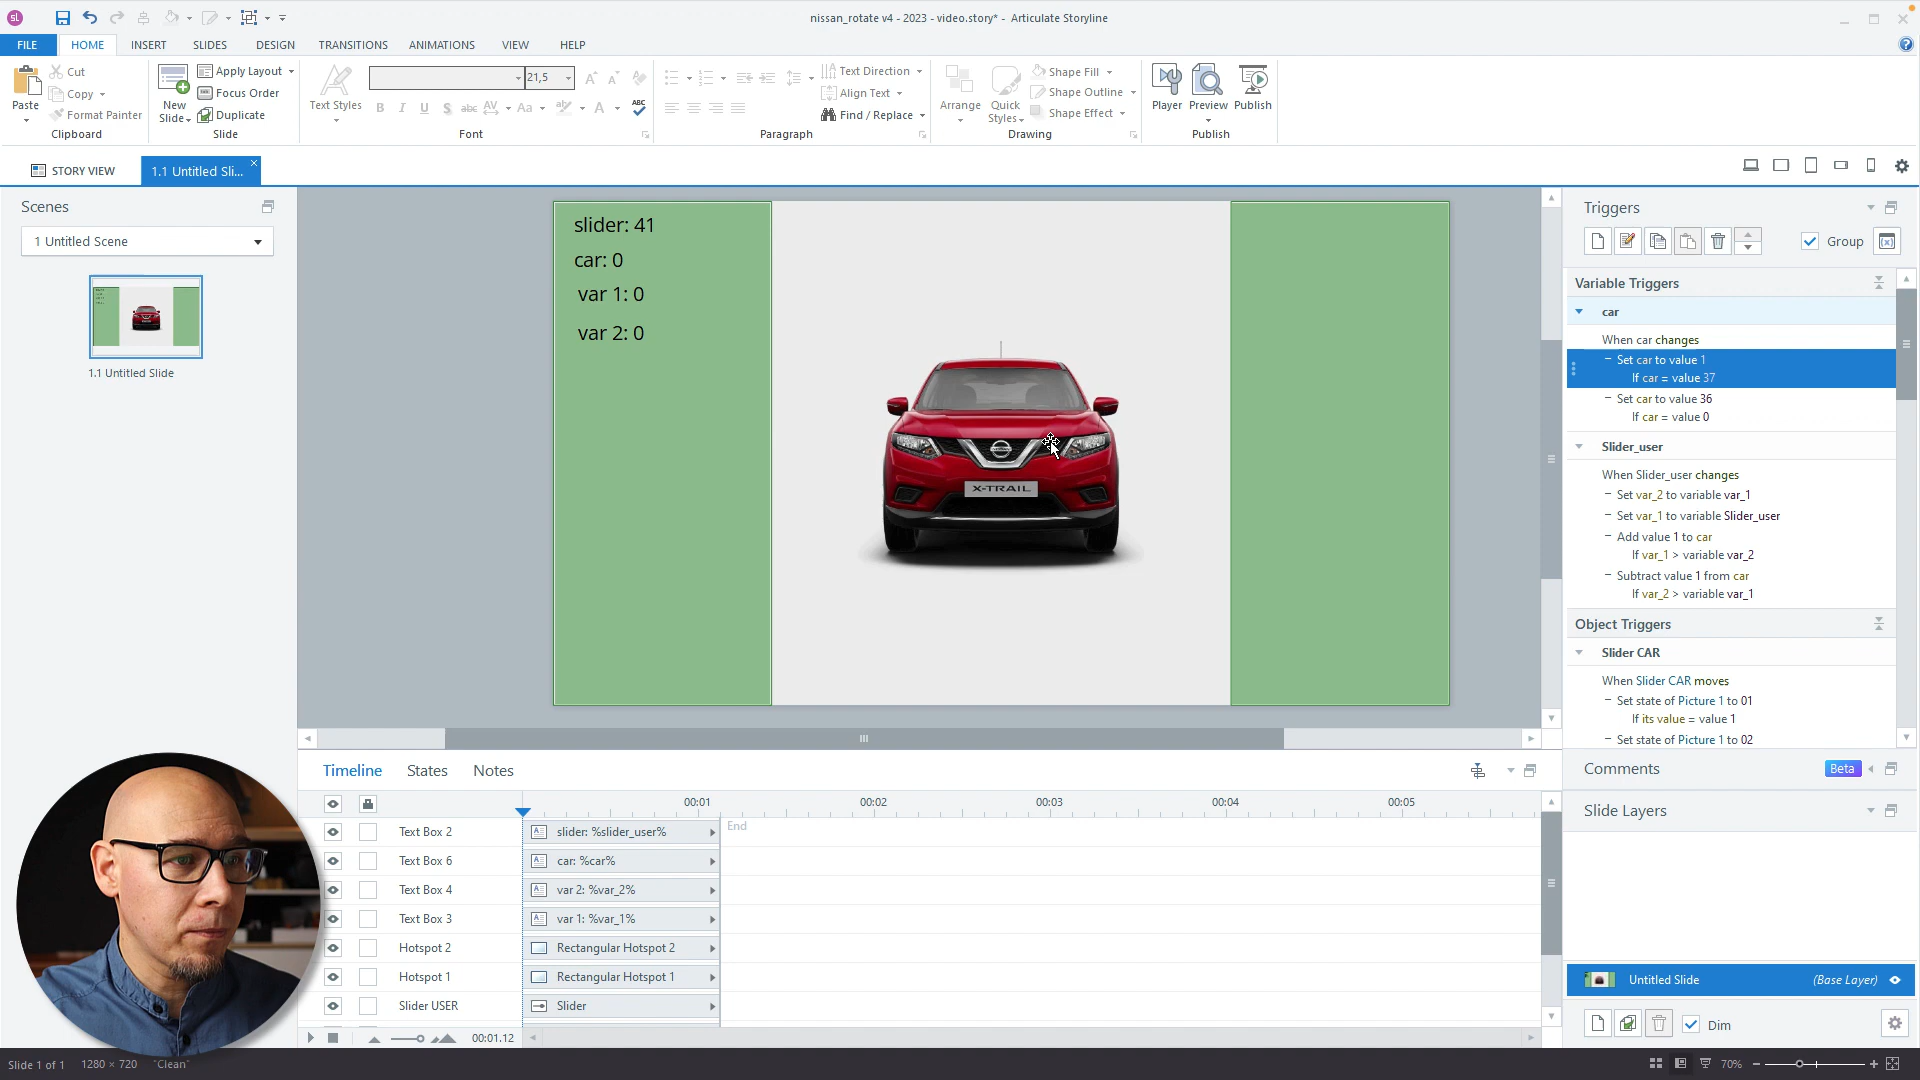 sl
nissan_rotate v4 - 2023 - video.story* - Articulate Storyline
FILE
HOME
INSERT
SLIDES
DESIGN
TRANSITIONS
ANIMATIONS
VIEW
HELP
Paste
Cut
Copy
Format Painter
Clipboard
New
Slide
Apply Layout
Focus Order
Duplicate
Slide
Text Styles
21,5
B I U S abc AV Aa A ABC
Font
Text Direction
Align Text
Find / Replace
Paragraph
Arrange
Quick
Styles
Shape Fill
Shape Outline
Shape Effect
Drawing
Player
Preview
Publish
Publish
STORY VIEW
1.1 Untitled Sli...
Scenes
1 Untitled Scene
1.1 Untitled Slide
slider: 41
car: 0
var 1: 0
var 2: 0
X-TRAIL
Triggers
Group
Variable Triggers
car
When car changes
Set car to value 1
If car = value 37
Set car to value 36
If car = value 0
Slider_user
When Slider_user changes
Set var_2 to variable var_1
Set var_1 to variable Slider_user
Add value 1 to car
If var_1 > variable var_2
Subtract value 1 from car
If var_2 > variable var_1
Object Triggers
Slider CAR
When Slider CAR moves
Set state of Picture 1 to 01
If its value = value 1
Set state of Picture 1 to 02
Comments
Beta
Slide Layers
Untitled Slide
(Base Layer)
Dim
Timeline
States
Notes
00:01
00:02
00:03
00:04
00:05
Text Box 2
slider: %slider_user%
End
Text Box 6
car: %car%
Text Box 4
var 2: %var_2%
Text Box 3
var 1: %var_1%
Hotspot 2
Rectangular Hotspot 2
Hotspot 1
Rectangular Hotspot 1
Slider USER
Slider
00:01.12
Slide 1 of 1
1280 × 720
"Clean"
70%